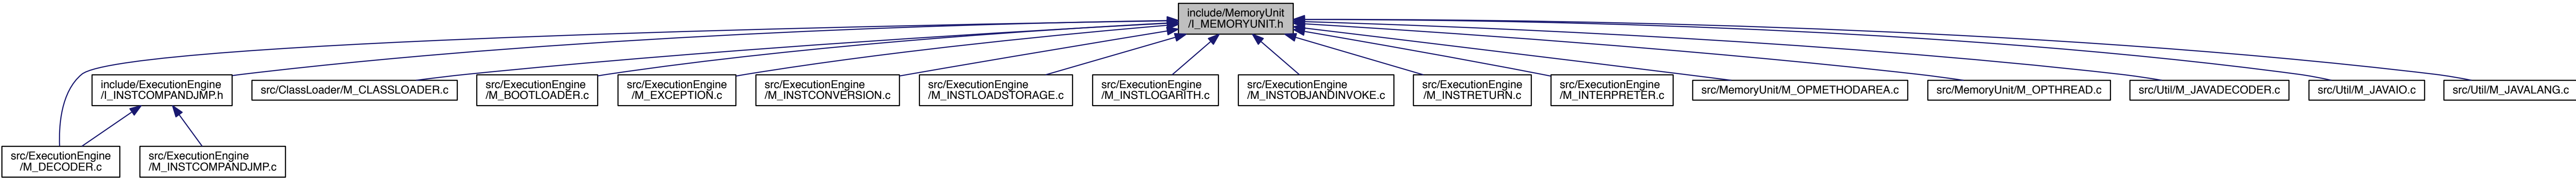 include/MemoryUnit
/I_MEMORYUNIT.h
include/ExecutionEngine
/I_INSTCOMPANDJMP.h
src/ClassLoader/M_CLASSLOADER.c
src/ExecutionEngine
/M_BOOTLOADER.c
src/ExecutionEngine
/M_EXCEPTION.c
src/ExecutionEngine
/M_INSTCONVERSION.c
src/ExecutionEngine
/M_INSTLOADSTORAGE.c
src/ExecutionEngine
/M_INSTLOGARITH.c
src/ExecutionEngine
/M_INSTOBJANDINVOKE.c
src/ExecutionEngine
/M_INSTRETURN.c
src/ExecutionEngine
/M_INTERPRETER.c
src/MemoryUnit/M_OPMETHODAREA.c
src/MemoryUnit/M_OPTHREAD.c
src/Util/M_JAVADECODER.c
src/Util/M_JAVAIO.c
src/Util/M_JAVALANG.c
src/ExecutionEngine
/M_DECODER.c
src/ExecutionEngine
/M_INSTCOMPANDJMP.c